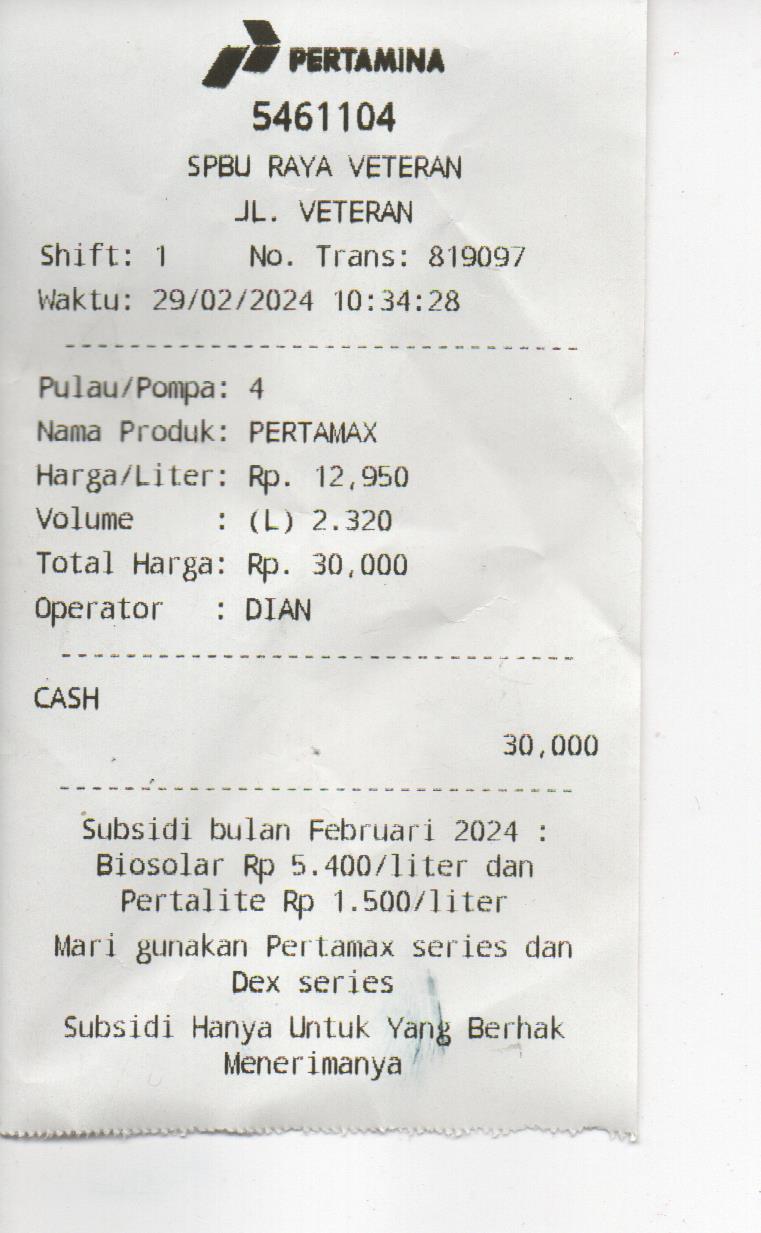 PERTAMINA
5461104
SPBU RAYA VETERAN
JL. VETERAN
Shift: 1 No. Trans: 819097
Waktu: 29/02/2024 10:34:28
--------------------------------
Pulau/Pompa: 4
Nama Produk: PERTAMAX
Harga/Liter: Rp. 12,950
Volume : (L) 2.320
Total Harga: Rp. 30,000
Operator : DIAN
--------------------------------
CASH
30,000
--------------------------------
Subsidi bulan Februari 2024 :
Biosolar Rp 5.400/liter dan
Pertalite Rp 1.500/liter
Mari gunakan Pertamax series dan
Dex series
Subsidi Hanya Untuk Yang Berhak
Menerimanya